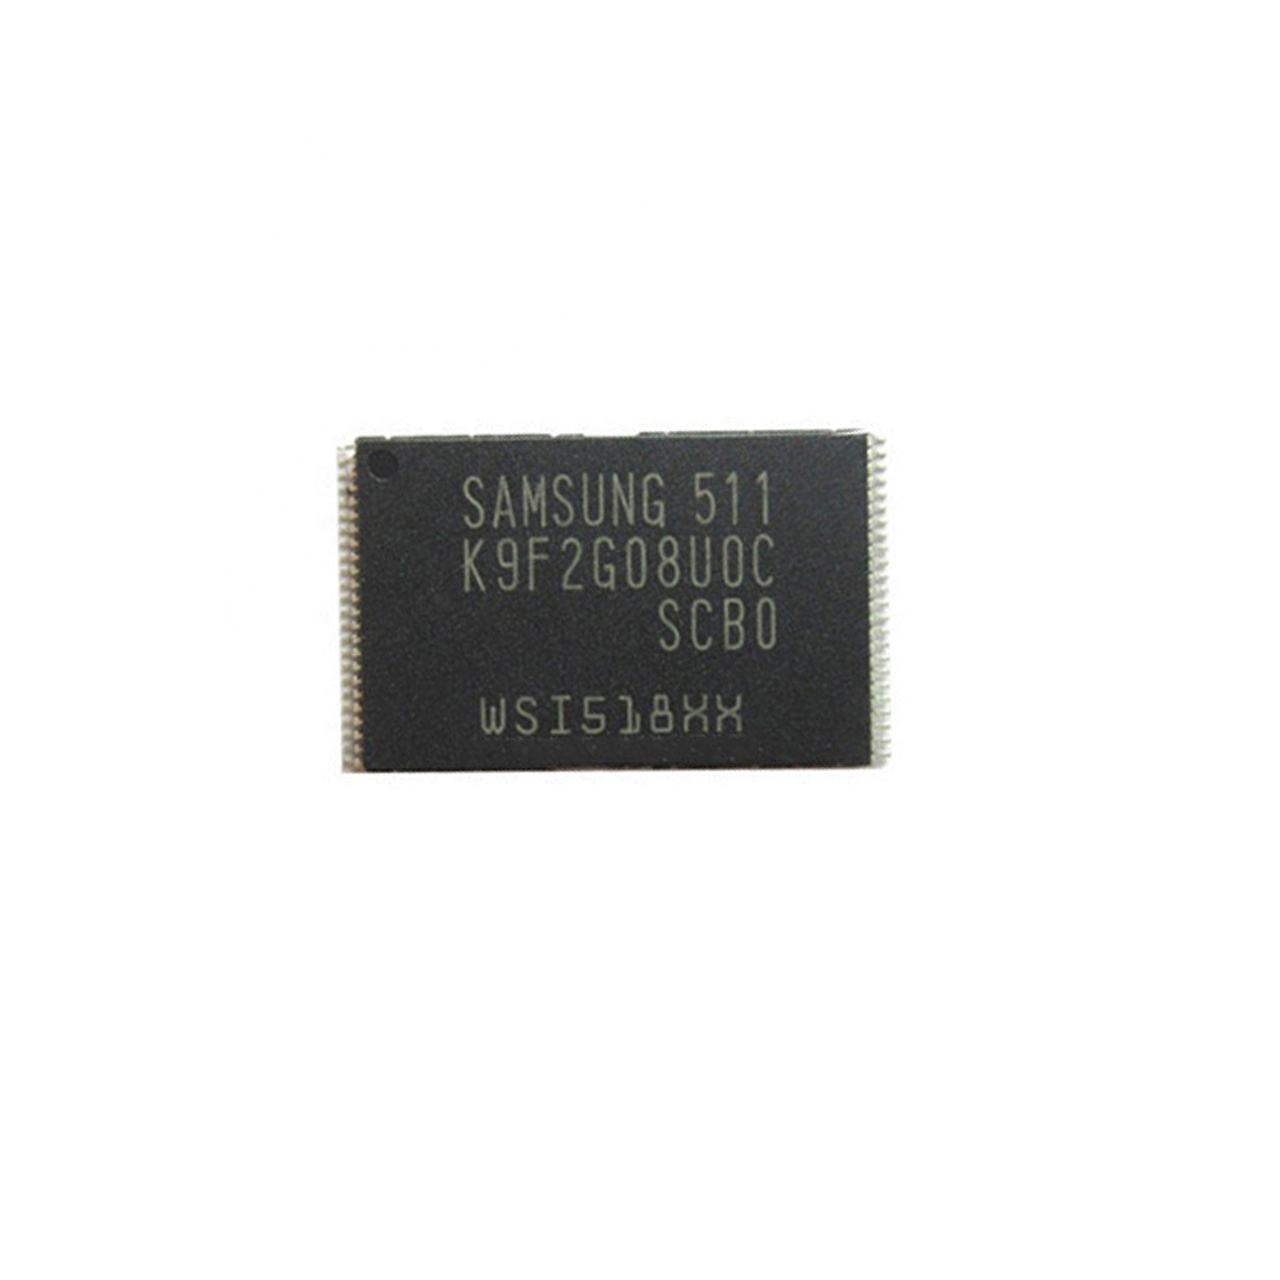 SAMSUNG 511
K9F2G08U0C
SCB0
WSI518XX